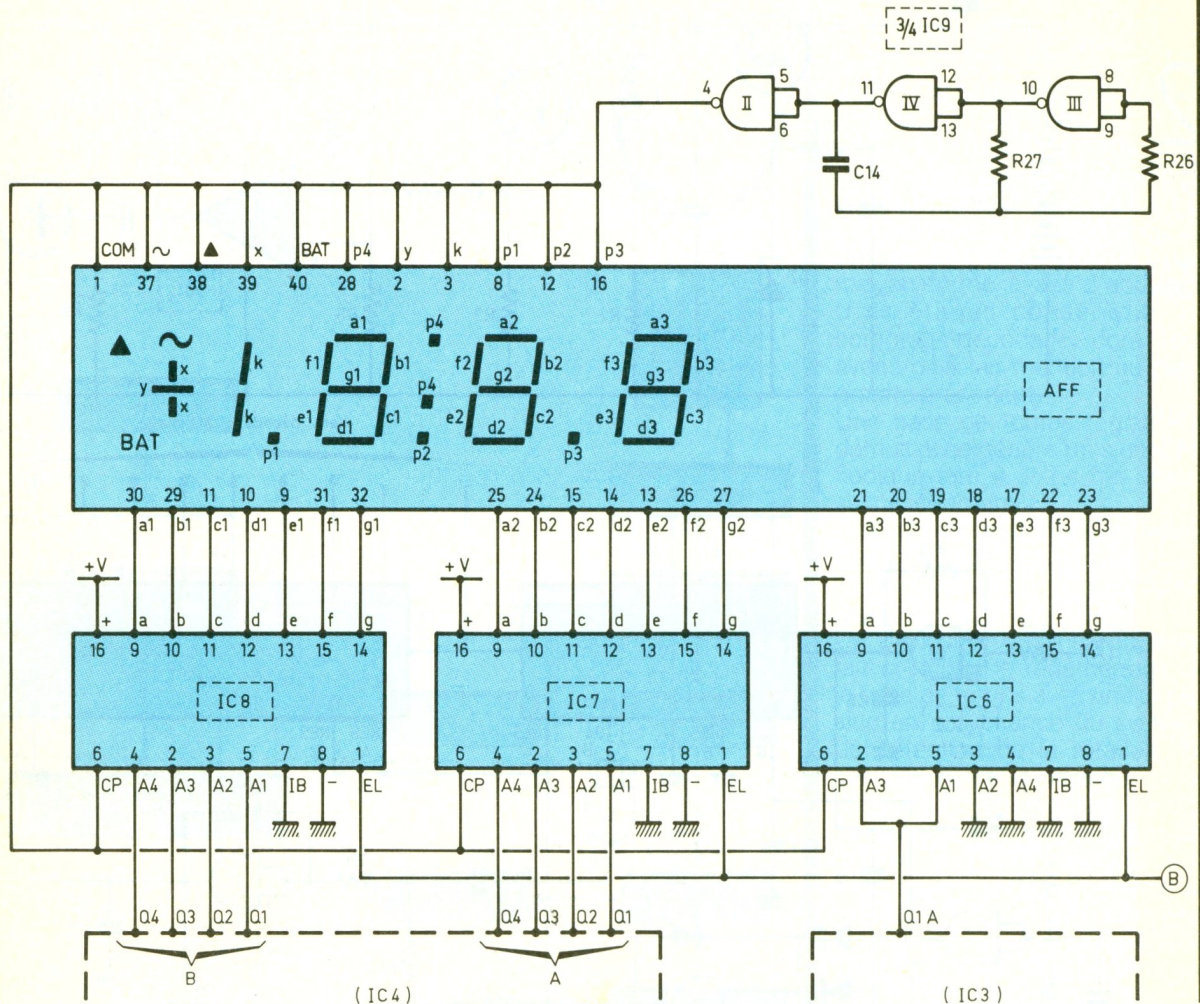 3/4 IC9
4 II 5 6 11 IV 12 13 10 III 8 9
C14 R27 R26
COM ~ ▲ x BAT p4 y k p1 p2 p3
1 37 38 39 40 28 2 3 8 12 16
a1 p4 a2 a3
▲ ~ x k f1 b1 f2 b2 f3 b3
y g1 p4 g2 g3 AFF
x k e1 c1 e2 c2 e3 c3
BAT p1 d1 p2 d2 p3 d3
30 29 11 10 9 31 32 25 24 15 14 13 26 27 21 20 19 18 17 22 23
a1 b1 c1 d1 e1 f1 g1 a2 b2 c2 d2 e2 f2 g2 a3 b3 c3 d3 e3 f3 g3
+V +V +V
+ a b c d e f g + a b c d e f g + a b c d e f g
16 9 10 11 12 13 15 14 16 9 10 11 12 13 15 14 16 9 10 11 12 13 15 14
IC8 IC7 IC6
6 4 2 3 5 7 8 1 6 4 2 3 5 7 8 1 6 2 5 3 4 7 8 1
CP A4 A3 A2 A1 IB – EL CP A4 A3 A2 A1 IB – EL CP A3 A1 A2 A4 IB – EL
B
Q4 Q3 Q2 Q1 Q4 Q3 Q2 Q1 Q1 A
B A
(IC4) (IC3)